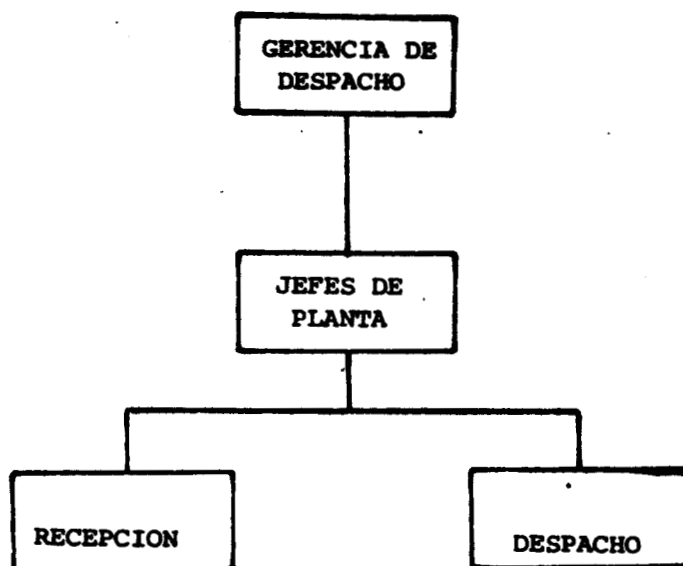 GERENCIA DE
DESPACHO
JEFES DE
PLANTA
RECEPCION
DESPACHO